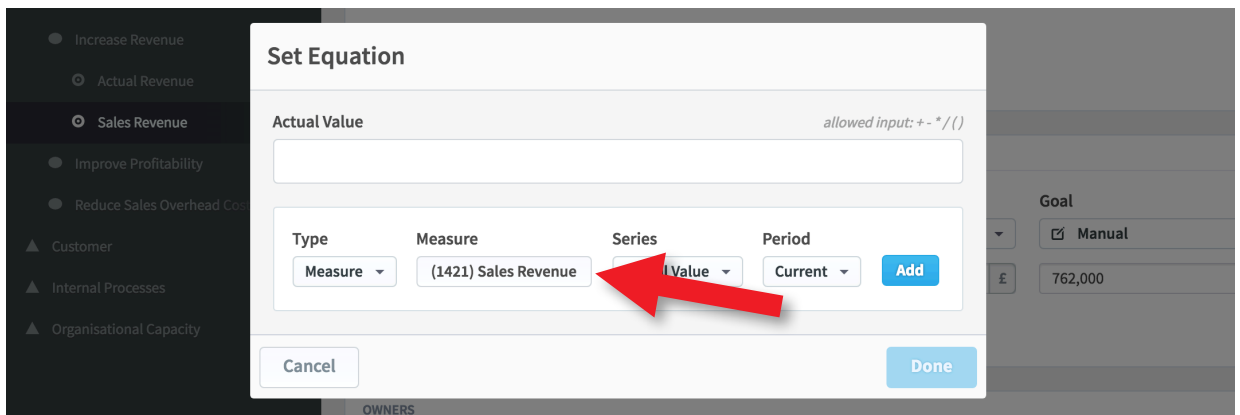 Increase Revenue
Actual Revenue
Sales Revenue
Improve Profitability
Reduce Sales Overhead
Customer
Internal Processes
Organisational Capacity
Set Equation
Actual Value
allowed input: + - * / ( )
Type Measure Series Period
Measure (1421) Sales Revenue Value Current Add
Cancel Done
Goal
Manual
£ 762,000
OWNERS